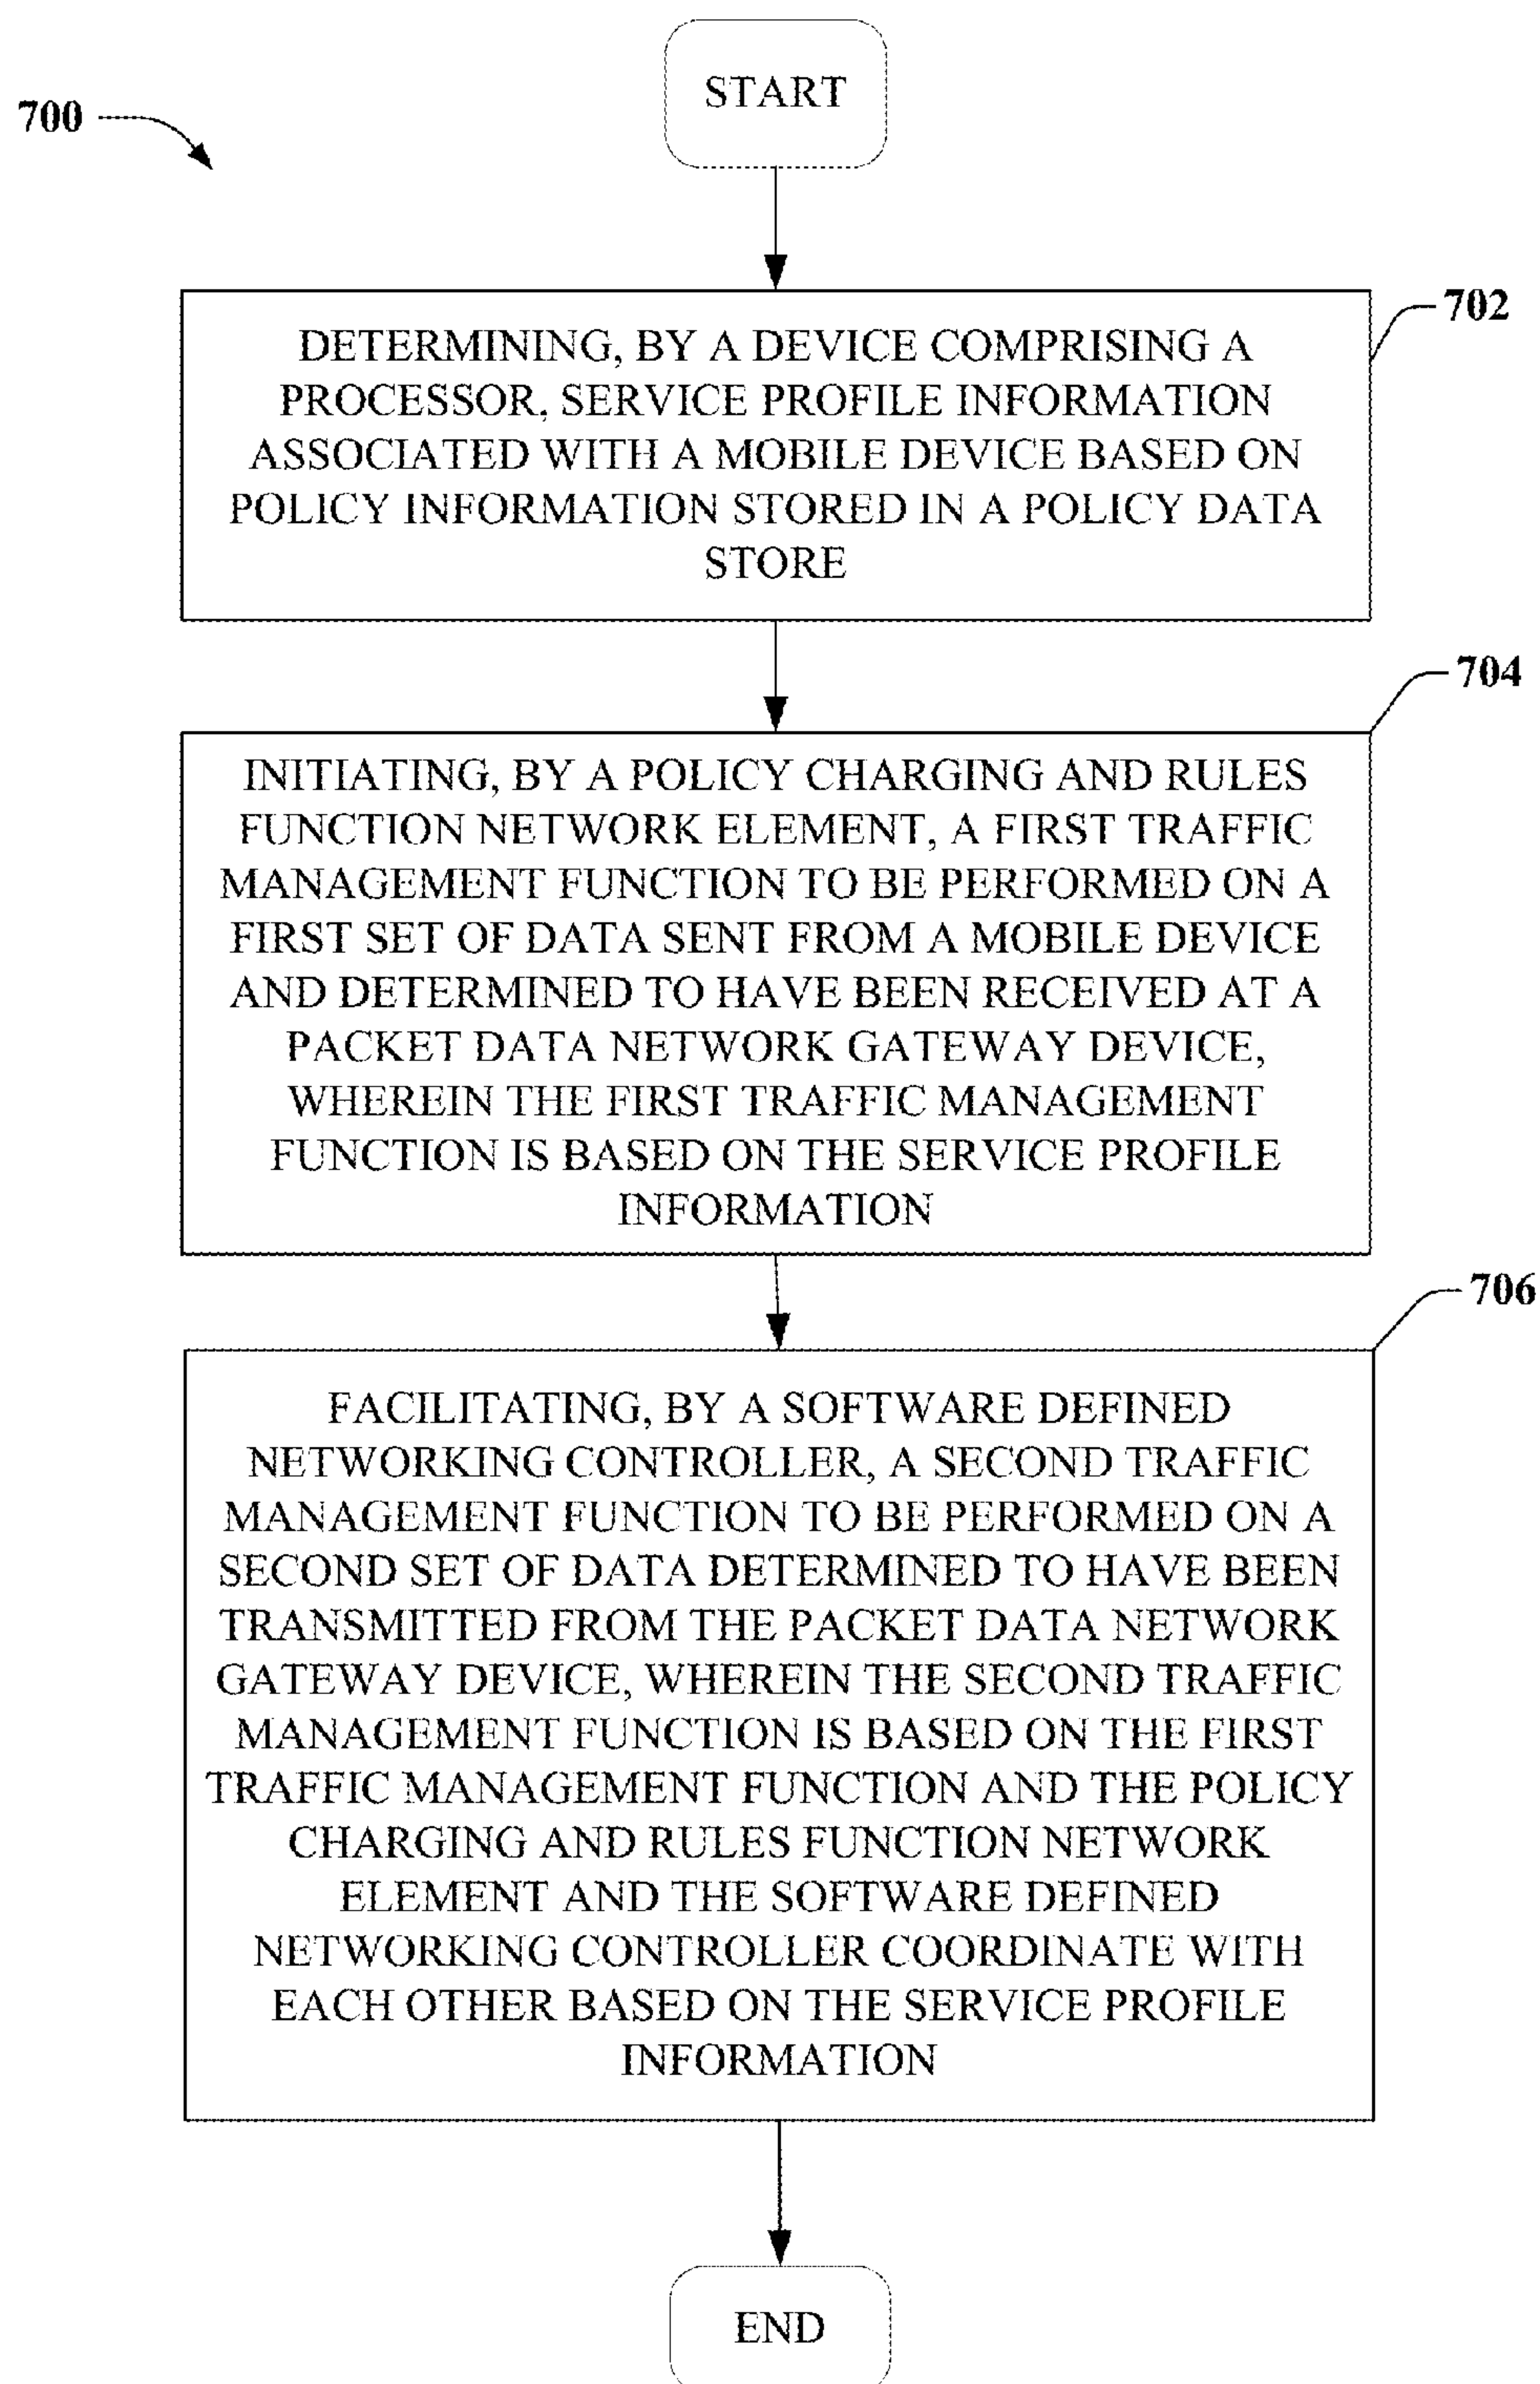 START
700
702
DETERMINING, BY A DEVICE COMPRISING A
PROCESSOR, SERVICE PROFILE INFORMATION
ASSOCIATED WITH A MOBILE DEVICE BASED ON
POLICY INFORMATION STORED IN A POLICY DATA
STORE
704
INITIATING, BY A POLICY CHARGING AND RULES
FUNCTION NETWORK ELEMENT, A FIRST TRAFFIC
MANAGEMENT FUNCTION TO BE PERFORMED ON A
FIRST SET OF DATA SENT FROM A MOBILE DEVICE
AND DETERMINED TO HAVE BEEN RECEIVED AT A
PACKET DATA NETWORK GATEWAY DEVICE,
WHEREIN THE FIRST TRAFFIC MANAGEMENT
FUNCTION IS BASED ON THE SERVICE PROFILE
INFORMATION
706
FACILITATING, BY A SOFTWARE DEFINED
NETWORKING CONTROLLER, A SECOND TRAFFIC
MANAGEMENT FUNCTION TO BE PERFORMED ON A
SECOND SET OF DATA DETERMINED TO HAVE BEEN
TRANSMITTED FROM THE PACKET DATA NETWORK
GATEWAY DEVICE, WHEREIN THE SECOND TRAFFIC
MANAGEMENT FUNCTION IS BASED ON THE FIRST
TRAFFIC MANAGEMENT FUNCTION AND THE POLICY
CHARGING AND RULES FUNCTION NETWORK
ELEMENT AND THE SOFTWARE DEFINED
NETWORKING CONTROLLER COORDINATE WITH
EACH OTHER BASED ON THE SERVICE PROFILE
INFORMATION
END